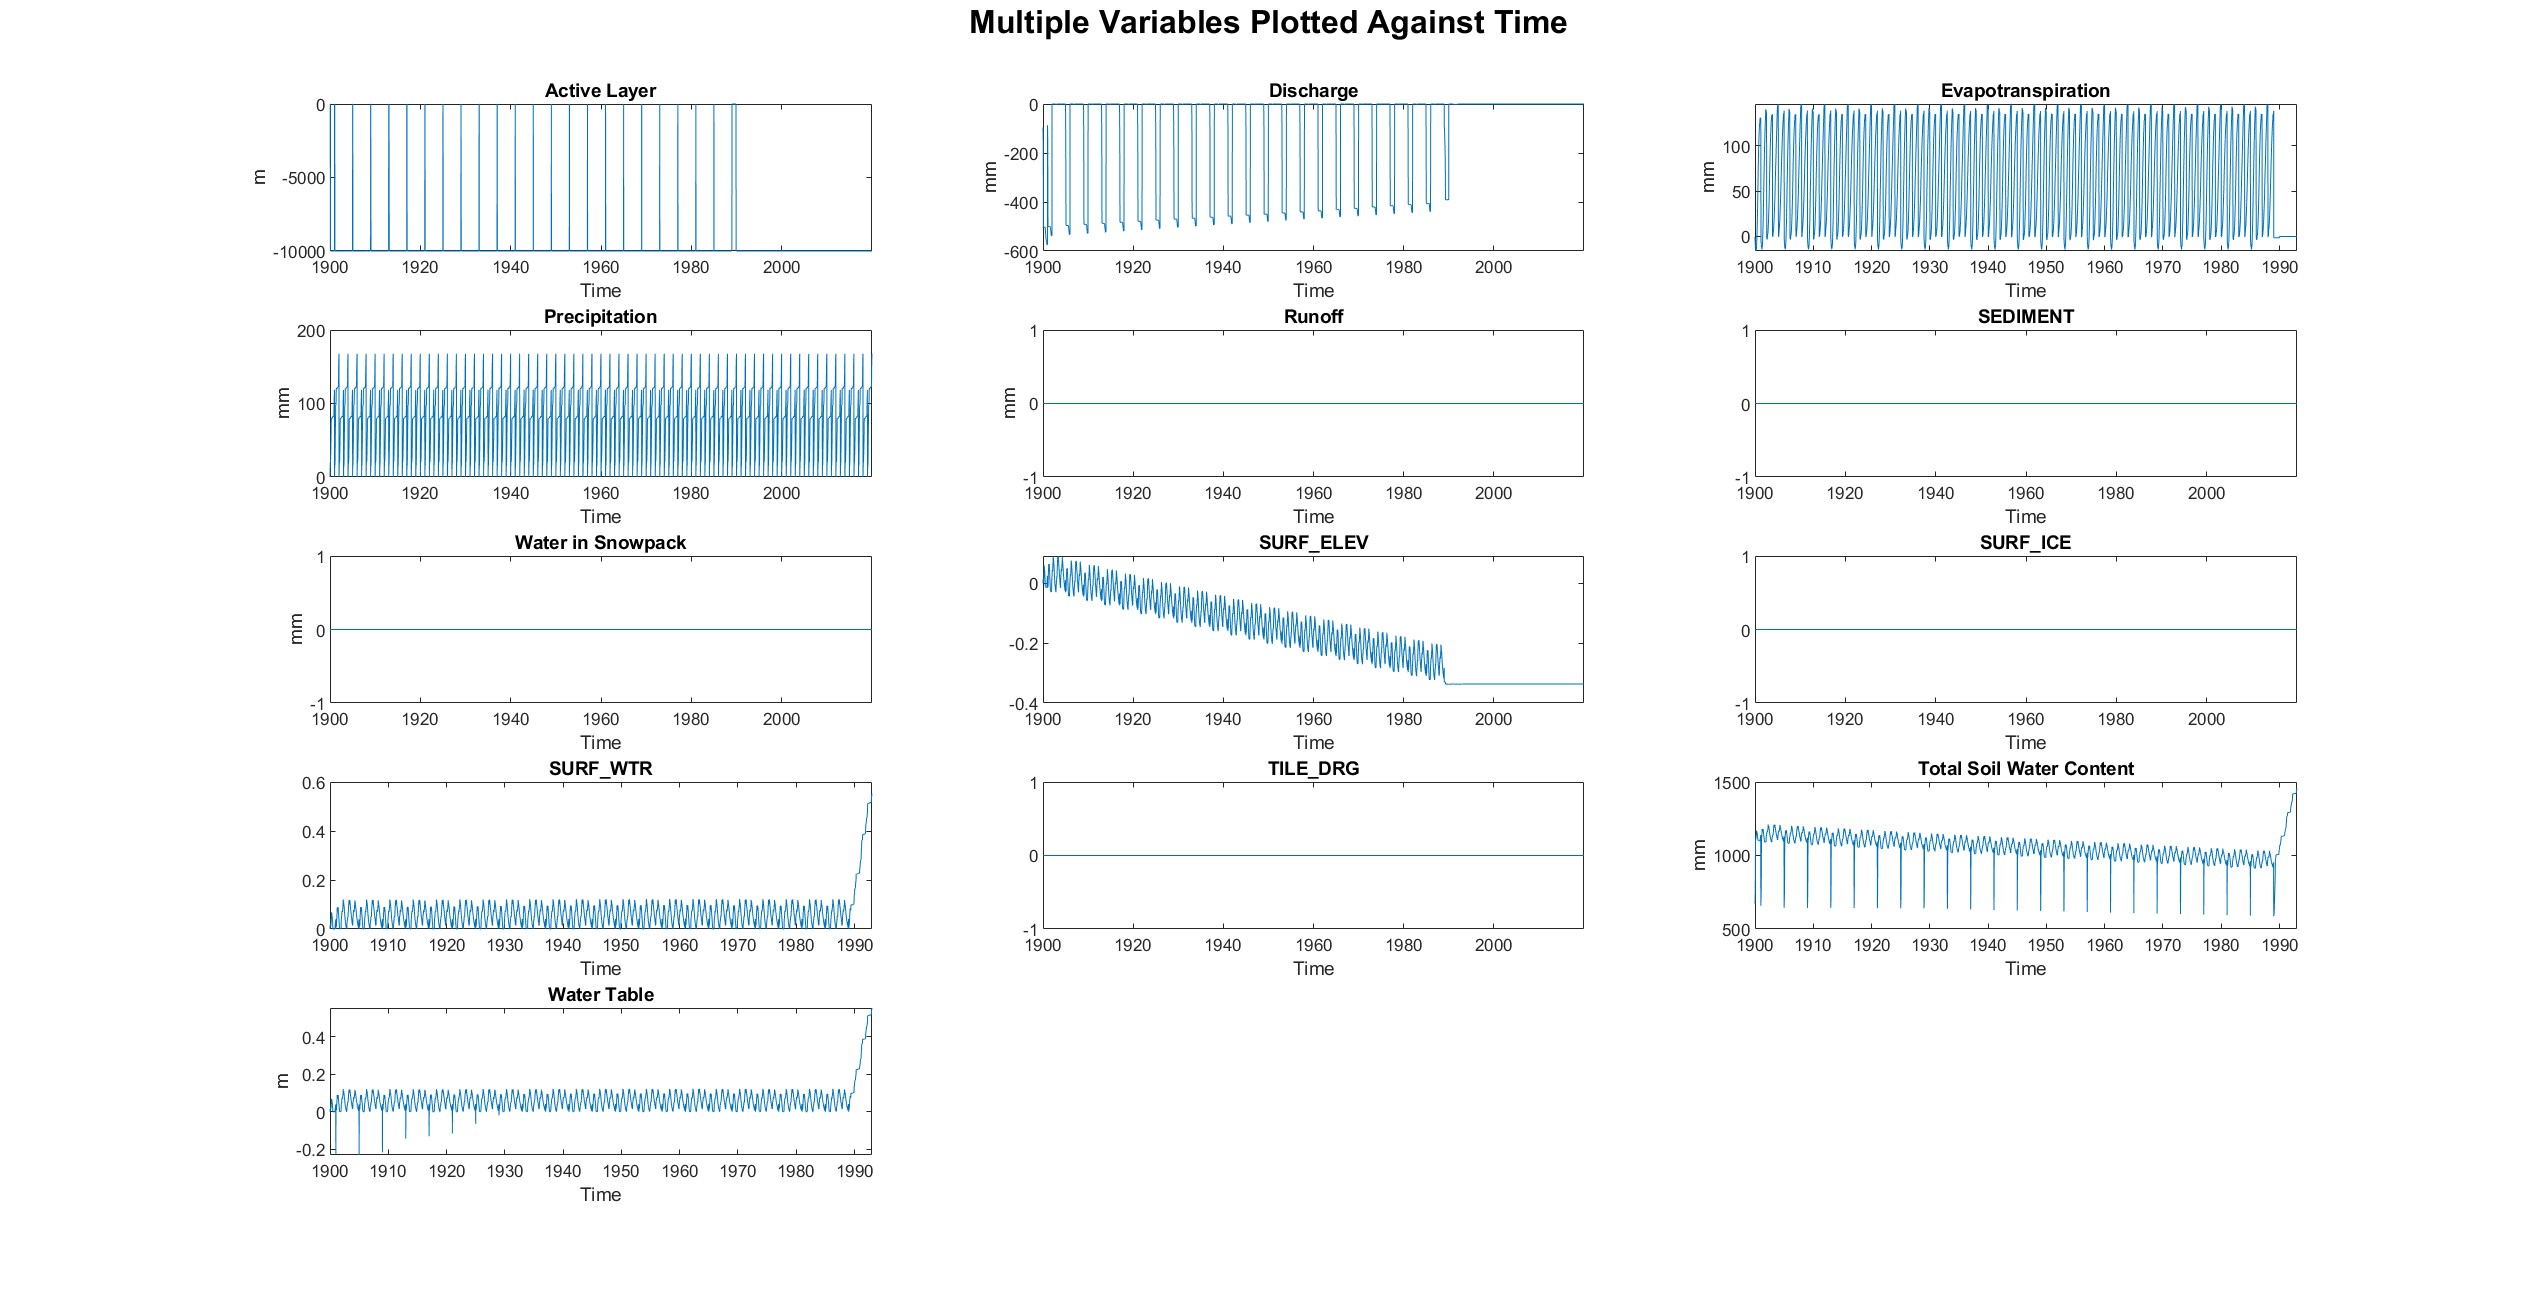 Multiple Variables Plotted Against Time
Active Layer
0
-5000
-10000
m
1900 1920 1940 1960 1980 2000
Time
Discharge
0
-200
-400
-600
mm
1900 1920 1940 1960 1980 2000
Time
Evapotranspiration
100
50
0
mm
1900 1910 1920 1930 1940 1950 1960 1970 1980 1990
Time
Precipitation
200
100
0
mm
1900 1920 1940 1960 1980 2000
Time
Runoff
1
0
-1
mm
1900 1920 1940 1960 1980 2000
Time
SEDIMENT
1
0
-1
1900 1920 1940 1960 1980 2000
Time
Water in Snowpack
1
0
-1
mm
1900 1920 1940 1960 1980 2000
Time
SURF_ELEV
0
-0.2
-0.4
1900 1920 1940 1960 1980 2000
Time
SURF_ICE
1
0
-1
1900 1920 1940 1960 1980 2000
Time
SURF_WTR
0.6
0.4
0.2
0
1900 1910 1920 1930 1940 1950 1960 1970 1980 1990
Time
TILE_DRG
1
0
-1
1900 1920 1940 1960 1980 2000
Time
Total Soil Water Content
1500
1000
500
mm
1900 1910 1920 1930 1940 1950 1960 1970 1980 1990
Time
Water Table
0.4
0.2
0
-0.2
m
1900 1910 1920 1930 1940 1950 1960 1970 1980 1990
Time